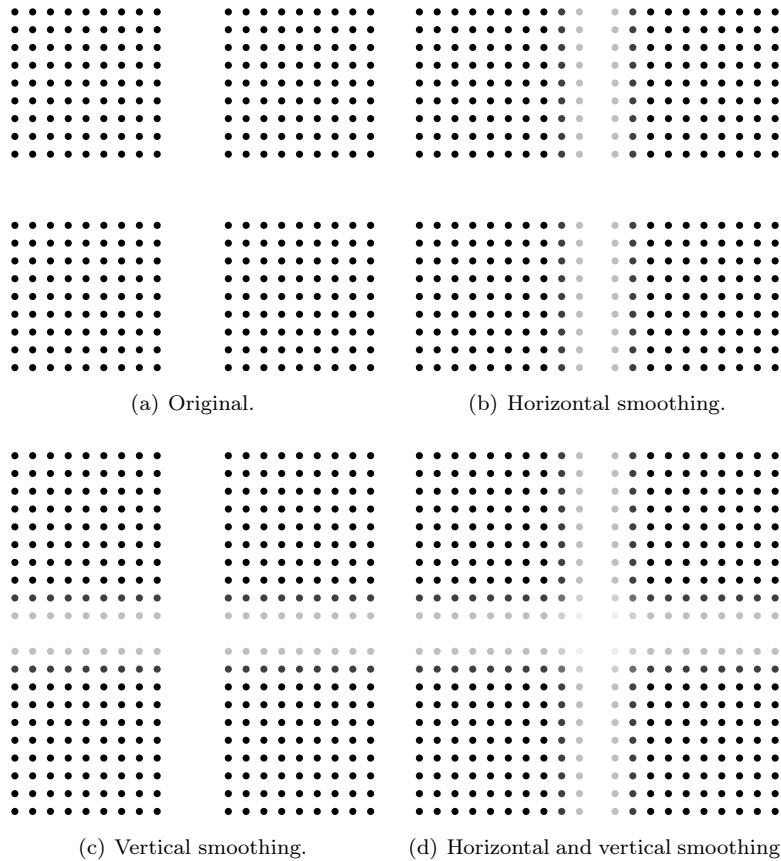 (a) Original.
(b) Horizontal smoothing.
(c) Vertical smoothing.
(d) Horizontal and vertical smoothing